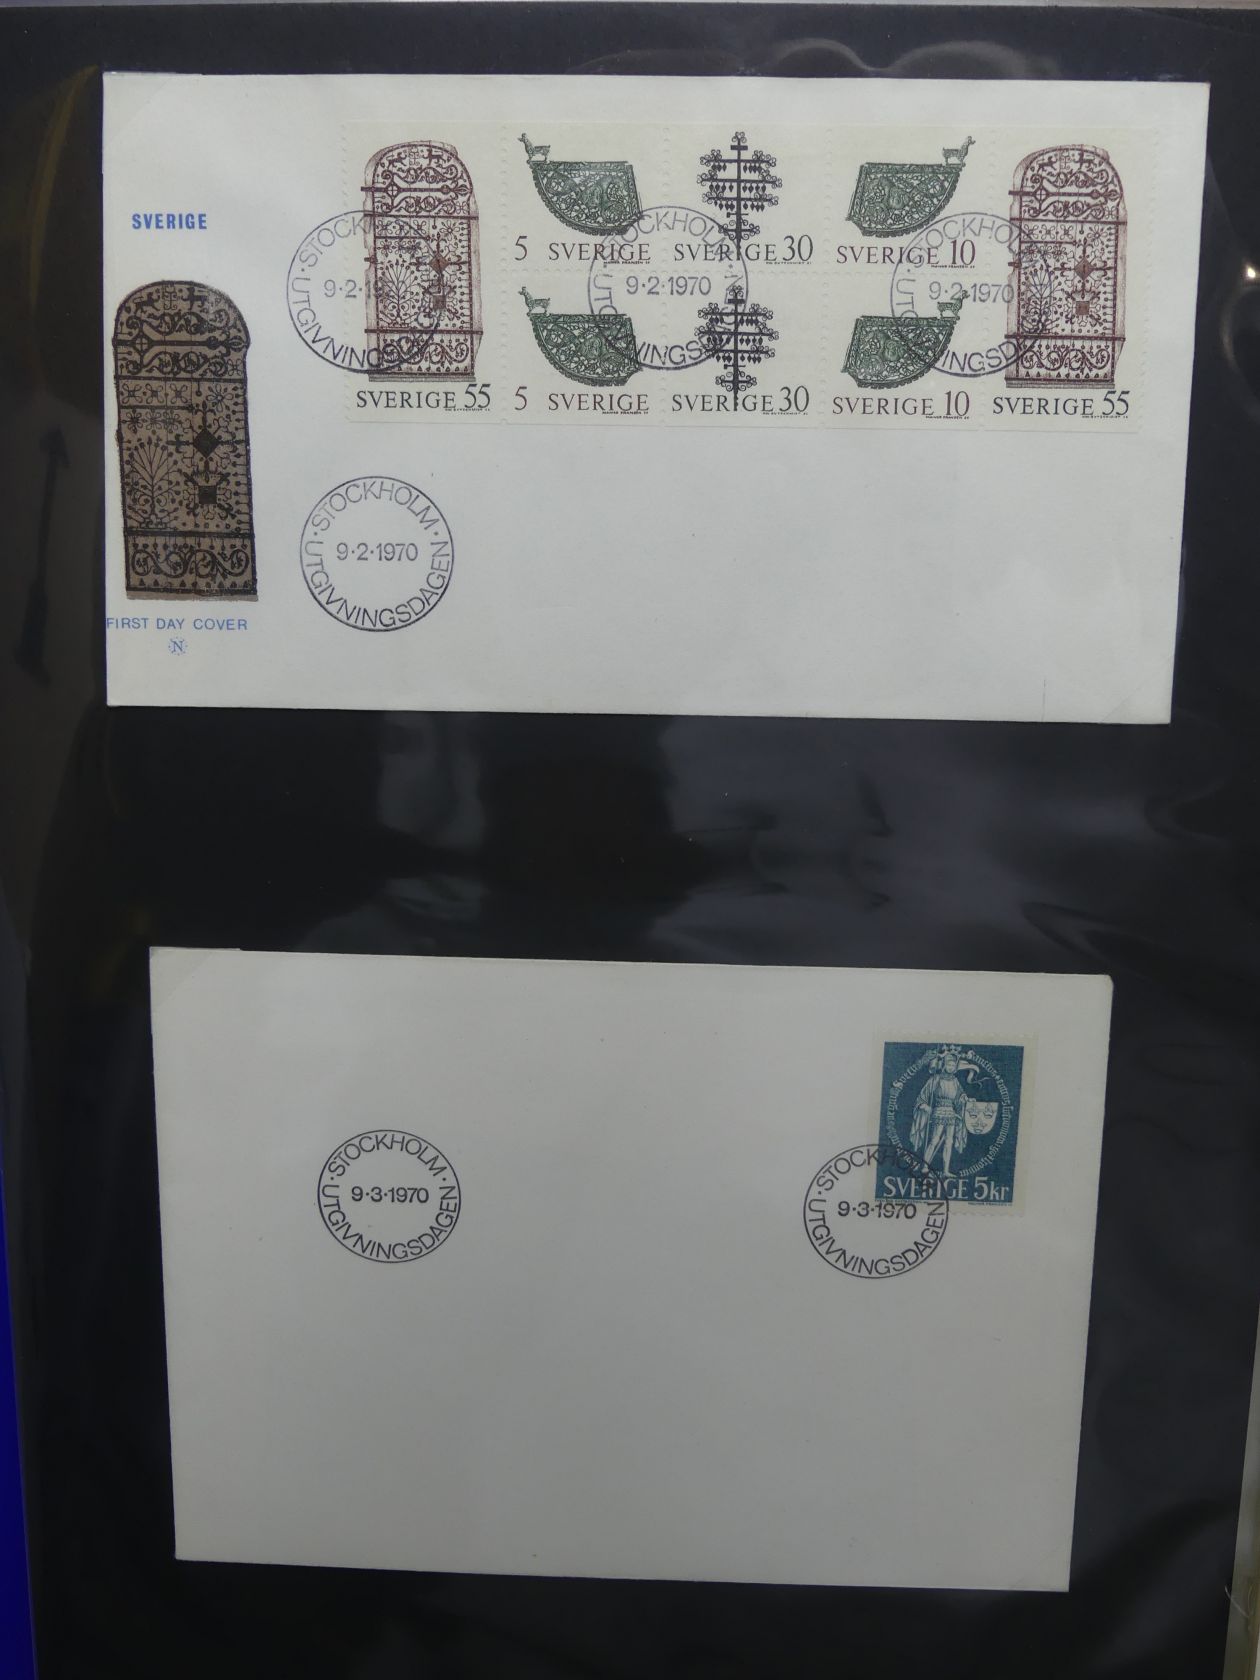 SVERIGE
FIRST DAY COVER
N
5 SVERIGE
SVERIGE 30
SVERIGE 10
SVERIGE 55
5 SVERIGE
SVERIGE 30
SVERIGE 10
SVERIGE 55
STOCKHOLM
9·2·1970
UTGIVNINGSDAGEN
STOCKHOLM
9·2·1970
UTGIVNINGSDAGEN
STOCKHOLM
9·3·1970
UTGIVNINGSDAGEN
SVERIGE 5kr
STOCKHOLM
9·3·1970
UTGIVNINGSDAGEN